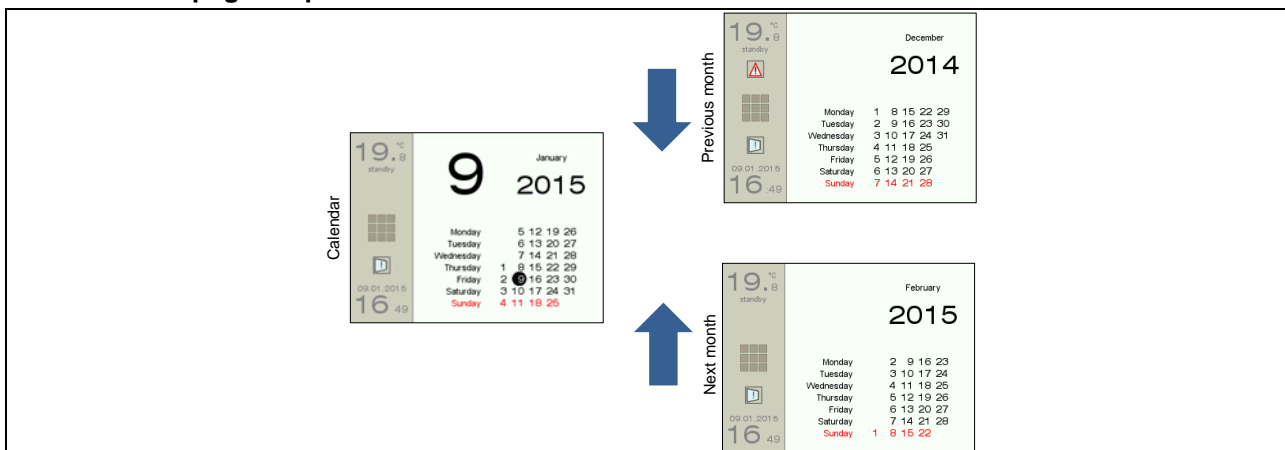 Calendar
19.8 °C
standby
09.01.2015
16 49
9
January
2015
Monday 5 12 19 26
Tuesday 6 13 20 27
Wednesday 7 14 21 28
Thursday 1 8 15 22 29
Friday 2 9 16 23 30
Saturday 3 10 17 24 31
Sunday 4 11 18 25
Previous month
19.8 °C
standby
09.01.2015
16:49
December
2014
Monday 1 8 15 22 29
Tuesday 2 9 16 23 30
Wednesday 3 10 17 24 31
Thursday 4 11 18 25
Friday 5 12 19 26
Saturday 6 13 20 27
Sunday 7 14 21 28
Next month
19.8 °C
standby
09.01.2015
16 49
February
2015
Monday 2 9 16 23
Tuesday 3 10 17 24
Wednesday 4 11 18 25
Thursday 5 12 19 26
Friday 6 13 20 27
Saturday 7 14 21 28
Sunday 1 8 15 22